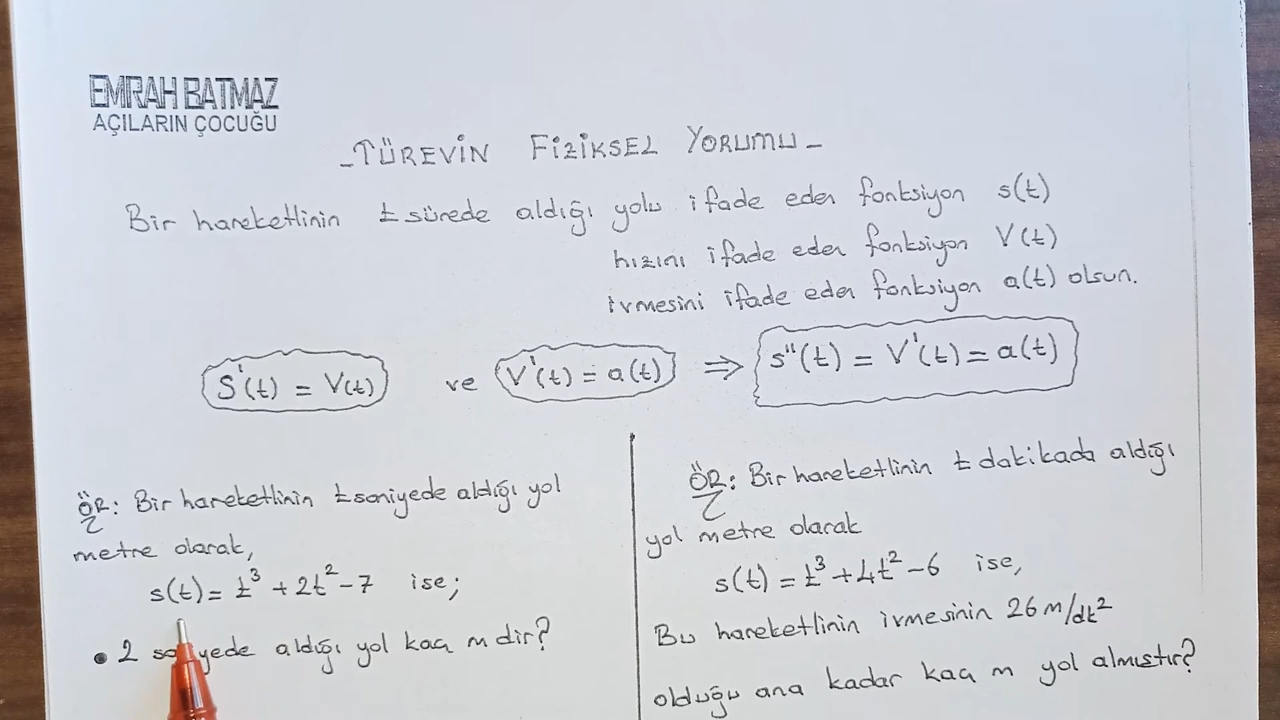 EMRAH BATMAZ
AÇILARIN ÇOCUĞU
-TÜREVİN FİZİKSEL YORUMU-
Bir hareketlinin t sürede aldığı yolu ifade eden fonksiyon s(t)
hızını ifade eden fonksiyon V(t)
ivmesini ifade eden fonksiyon a(t) olsun.
S'(t) = V(t) ve V'(t) = a(t) ⇒ s''(t) = V'(t) = a(t)
ÖR: Bir hareketlinin t saniyede aldığı yol
metre olarak,
s(t) = t³ + 2t² - 7 ise;
• 2 saniyede aldığı yol kaç m dir?
ÖR: Bir hareketlinin t dakikada aldığı
yol metre olarak
s(t) = t³ + 4t² - 6 ise,
Bu hareketlinin ivmesinin 26 m/dk²
olduğu ana kadar kaç m yol almıştır?